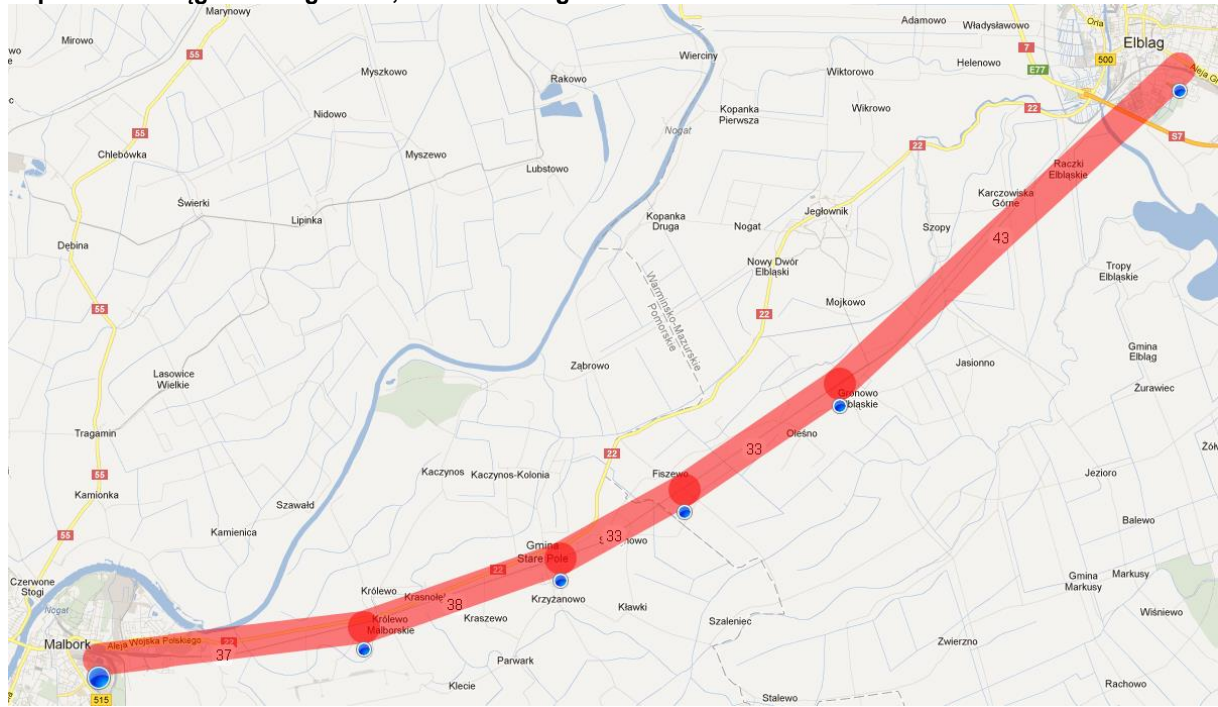 Marynowy
Mirowo
55
Myszkowo
Rakowo
Wierciny
Adamowo
Władysławowo
Orla
Elbląg
7
500
E77
Helenowo
Aleja Gr
Wiktorowo
Wikrowo
22
S7
Nidowo
55
Chlebówka
Myszewo
Lubstowo
Nogat
Kopanka
Pierwsza
22
Raczki
Elbląskie
Karczowiska
Górne
Świerki
Lipinka
Kopanka
Druga
Nogat
Jegłownik
Szopy
43
Dębina
Nowy Dwór
Elbląski
Tropy
Elbląskie
Warmińsko-Mazurskie
Pomorskie
55
22
Mojkowo
Gmina
Elbląg
Jasionno
Ząbrowo
Lasowice
Wielkie
Żurawiec
Oleśno
33
Tragamin
22
55
Kaczynos
Kaczynos-Kolonia
Fiszewo
Jezioro
Kamionka
Szawałd
Balewo
55
Kamienica
Gmina
Stare Pole
33
22
Czerwone
Stogi
Nogat
Królewo
38
Krzyżanowo
Kławki
Gmina
Markusy
Markusy
Wiśniewo
Królewo
Malborskie
Kraszewo
Szaleniec
Malbork
Aleja Wojska Polskiego
22
37
Zwierzno
Parwark
Klecie
Rachowo
515
Stalewo